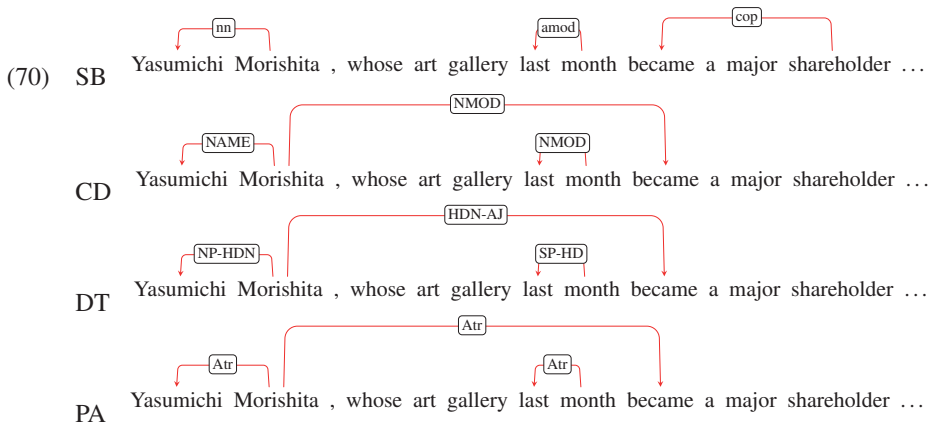 nn amod cop
(70) SB Yasumichi Morishita , whose art gallery last month became a major shareholder ...
NMOD
NAME NMOD
CD Yasumichi Morishita , whose art gallery last month became a major shareholder ...
HDN-AJ
NP-HDN SP-HD
DT Yasumichi Morishita , whose art gallery last month became a major shareholder ...
Atr
Atr Atr
PA Yasumichi Morishita , whose art gallery last month became a major shareholder ...